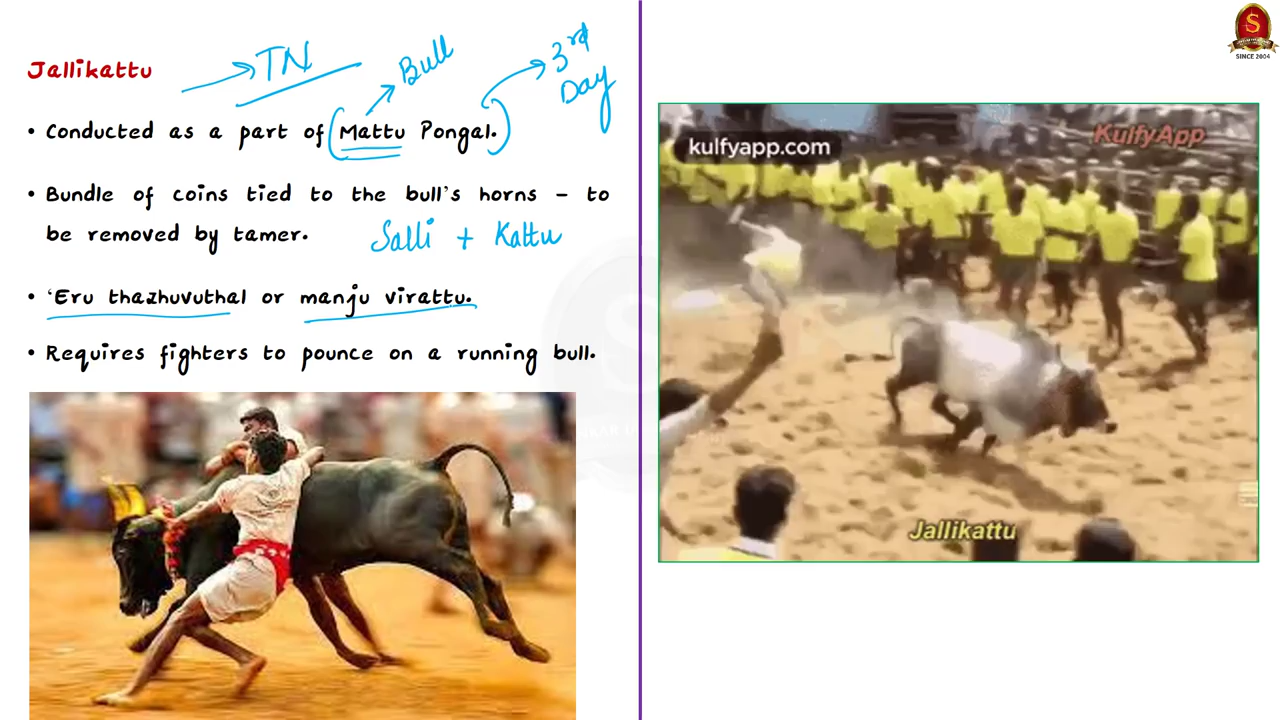 Jallikattu
TN
Bull
3rd
Day
• Conducted as a part of (Mattu Pongal.)
• Bundle of coins tied to the bull's horns – to
be removed by tamer.
Salli + Kattu
• 'Eru thazhuvuthal or manju virattu.
• Requires fighters to pounce on a running bull.
S
SINCE 2004
kulfyapp.com
KulfyApp
Jallikattu